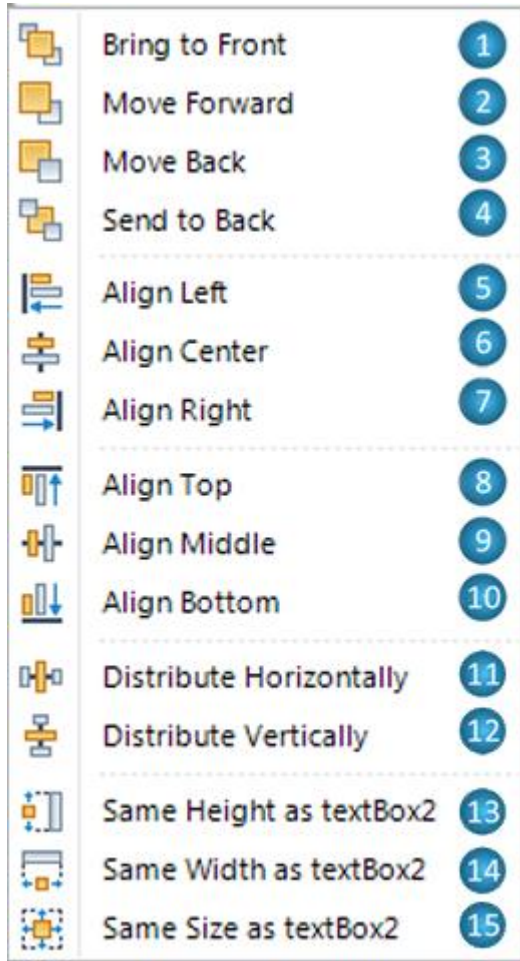 Bring to Front 1
Move Forward 2
Move Back 3
Send to Back 4
Align Left 5
Align Center 6
Align Right 7
Align Top 8
Align Middle 9
Align Bottom 10
Distribute Horizontally 11
Distribute Vertically 12
Same Height as textBox2 13
Same Width as textBox2 14
Same Size as textBox2 15